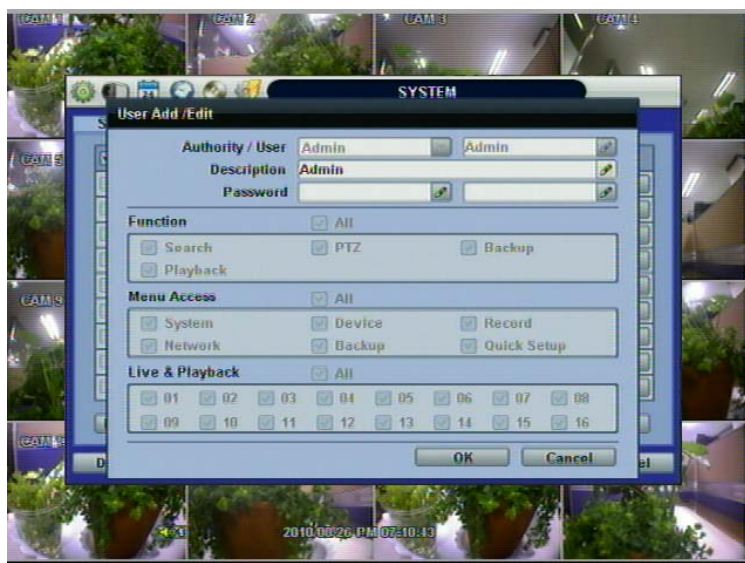 CAM 1 CAM 2 CAM 3 CAM 4
SYSTEM
User Add /Edit
Authority / User Admin Admin
Description Admin
Password
CAM 5
Function All
Search PTZ Backup
Playback
Menu Access All
CAM 9
System Device Record
Network Backup Quick Setup
Live & Playback All
01 02 03 04 05 06 07 08
09 10 11 12 13 14 15 16
OK Cancel
2010/08/26 PM 07:10:43